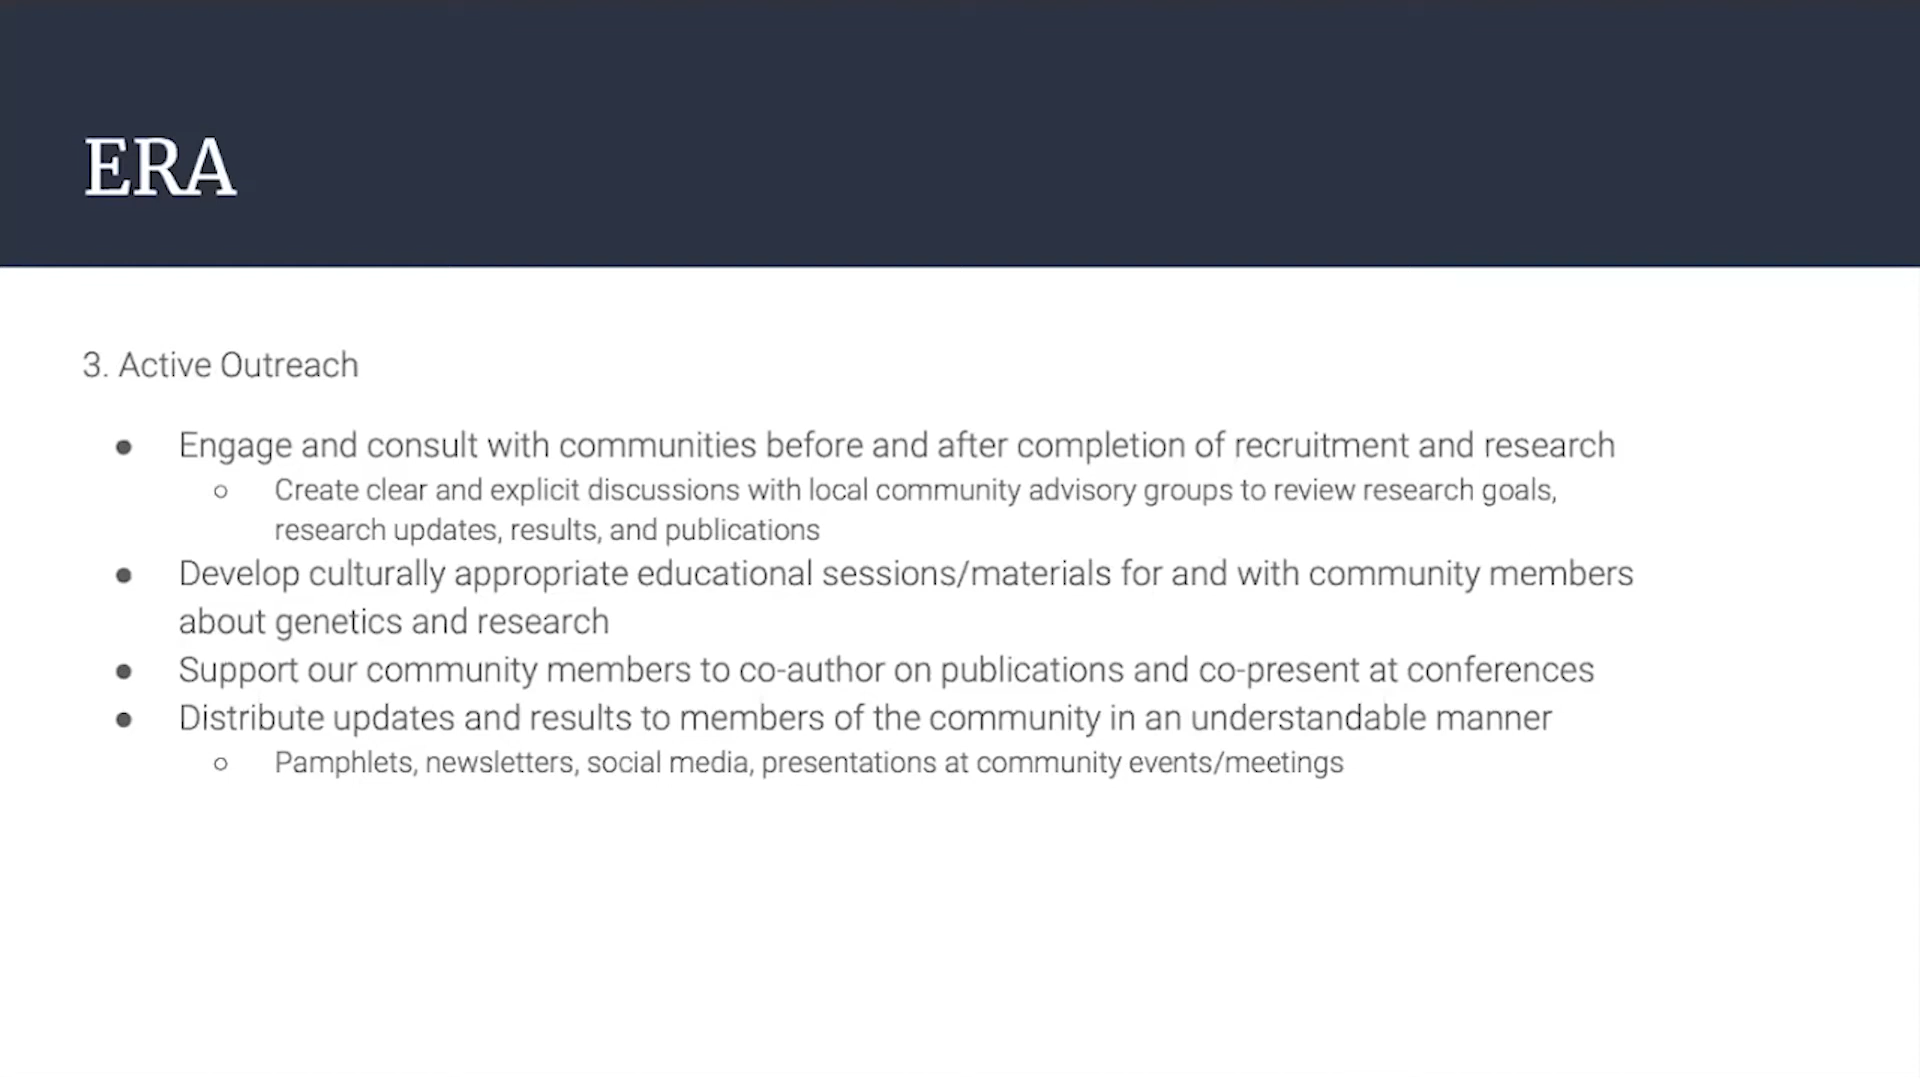 ERA
3. Active Outreach
● Engage and consult with communities before and after completion of recruitment and research
○ Create clear and explicit discussions with local community advisory groups to review research goals,
research updates, results, and publications
● Develop culturally appropriate educational sessions/materials for and with community members
about genetics and research
● Support our community members to co-author on publications and co-present at conferences
● Distribute updates and results to members of the community in an understandable manner
○ Pamphlets, newsletters, social media, presentations at community events/meetings